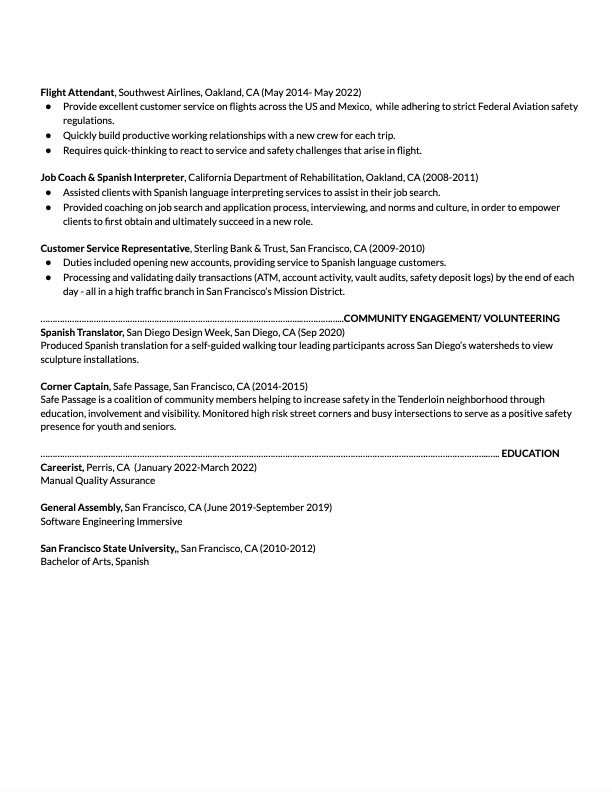 Flight Attendant, Southwest Airlines, Oakland, CA (May 2014- May 2022)
● Provide excellent customer service on flights across the US and Mexico,  while adhering to strict Federal Aviation safety
regulations.
● Quickly build productive working relationships with a new crew for each trip.
● Requires quick-thinking to react to service and safety challenges that arise in flight.
Job Coach & Spanish Interpreter, California Department of Rehabilitation, Oakland, CA (2008-2011)
● Assisted clients with Spanish language interpreting services to assist in their job search.
● Provided coaching on job search and application process, interviewing, and norms and culture, in order to empower
clients to first obtain and ultimately succeed in a new role.
Customer Service Representative, Sterling Bank & Trust, San Francisco, CA (2009-2010)
● Duties included opening new accounts, providing service to Spanish language customers.
● Processing and validating daily transactions (ATM, account activity, vault audits, safety deposit logs) by the end of each
day - all in a high traffic branch in San Francisco's Mission District.
……………………………………………………………………………………………………………….COMMUNITY ENGAGEMENT/ VOLUNTEERING
Spanish Translator, San Diego Design Week, San Diego, CA (Sep 2020)
Produced Spanish translation for a self-guided walking tour leading participants across San Diego's watersheds to view
sculpture installations.
Corner Captain, Safe Passage, San Francisco, CA (2014-2015)
Safe Passage is a coalition of community members helping to increase safety in the Tenderloin neighborhood through
education, involvement and visibility. Monitored high risk street corners and busy intersections to serve as a positive safety
presence for youth and seniors.
…………………………………………………………………………………………………………………………………………………………………….. EDUCATION
Careerist, Perris, CA  (January 2022-March 2022)
Manual Quality Assurance
General Assembly, San Francisco, CA (June 2019-September 2019)
Software Engineering Immersive
San Francisco State University,, San Francisco, CA (2010-2012)
Bachelor of Arts, Spanish